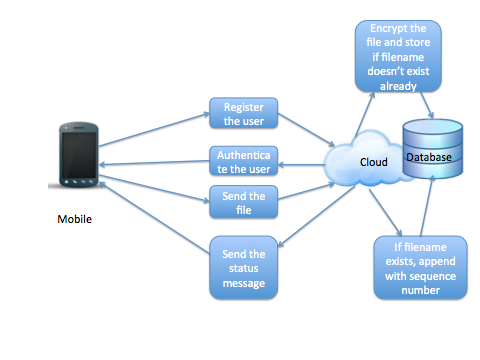 Encrypt the
file and store
if filename
doesn't exist
already
Register
the user
Authentica
te the user
Cloud
Database
Send the
file
Mobile
Send the
status
message
If filename
exists, append
with sequence
number